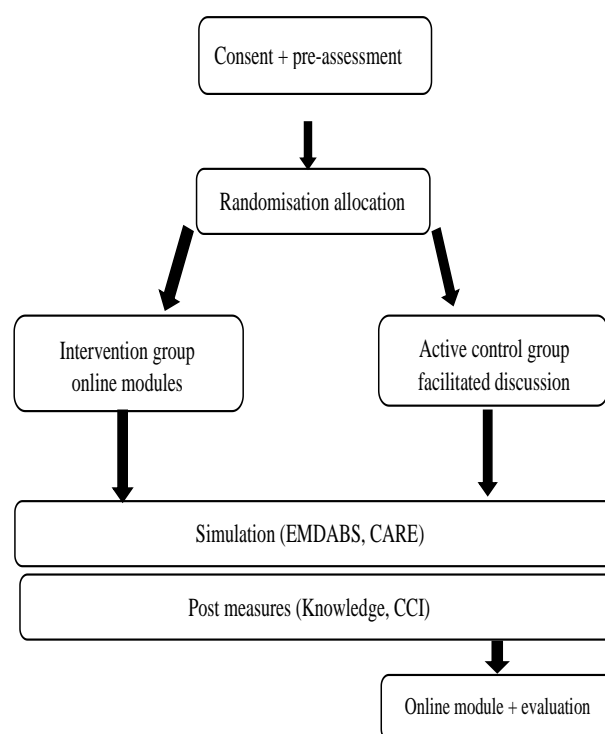 Consent + pre-assessment
Randomisation allocation
Intervention group
online modules
Active control group
facilitated discussion
Simulation (EMDABS, CARE)
Post measures (Knowledge, CCI)
Online module + evaluation